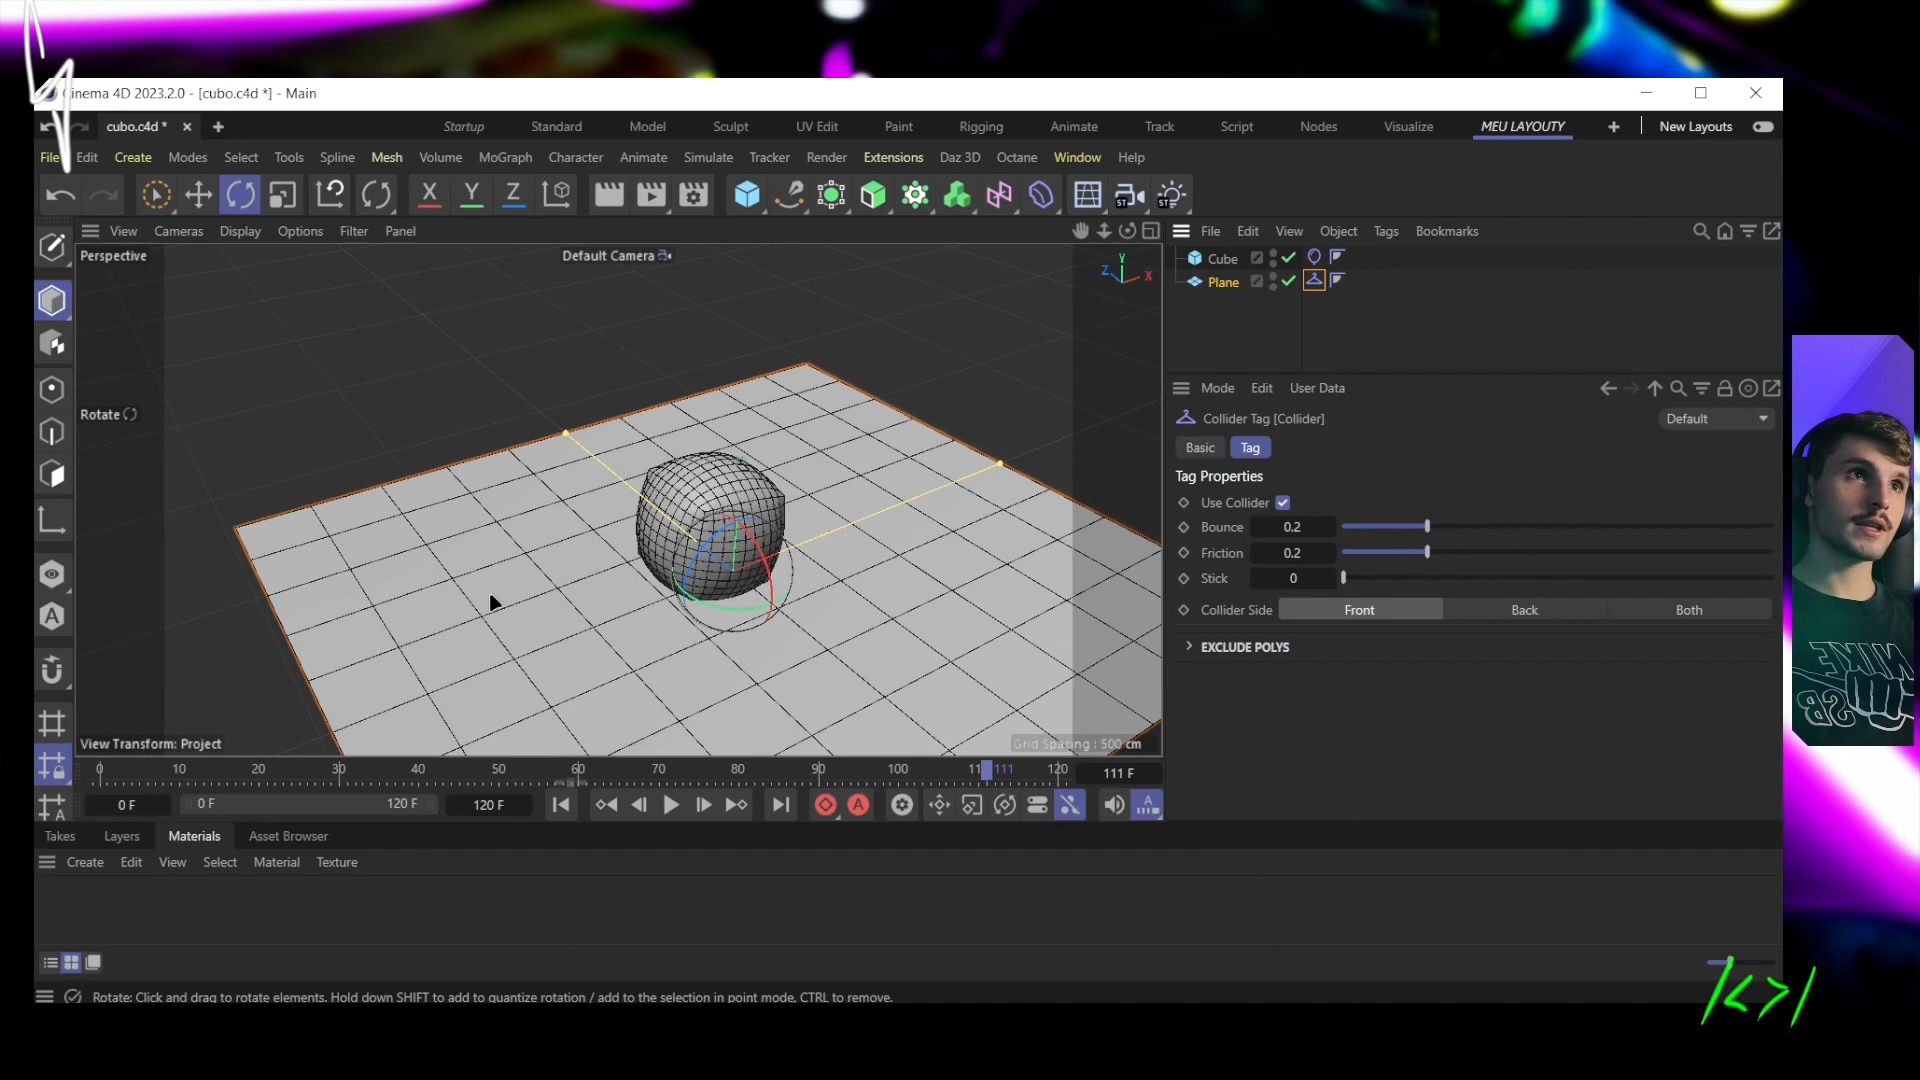 Cinema 4D 2023.2.0 - [cubo.c4d *] - Main
cubo.c4d *
Startup Standard Model Sculpt UV Edit Paint Rigging Animate Track Script Nodes Visualize MEU LAYOUTY New Layouts
File Edit Create Modes Select Tools Spline Mesh Volume MoGraph Character Animate Simulate Tracker Render Extensions Daz 3D Octane Window Help
X Y Z
ST ST
View Cameras Display Options Filter Panel
File Edit View Object Tags Bookmarks
Perspective
Default Camera
Y
Z X
Cube
Plane
Rotate
Mode Edit User Data
Collider Tag [Collider]
Default
Basic Tag
Tag Properties
Use Collider
Bounce 0.2
Friction 0.2
Stick 0
Collider Side Front Back Both
EXCLUDE POLYS
NIKE
SB
View Transform: Project
Grid Spacing : 500 cm
0 10 20 30 40 50 60 70 80 90 100 11 111 120 111 F
0 F 0 F 120 F 120 F
A A
Takes Layers Materials Asset Browser
Create Edit View Select Material Texture
Rotate: Click and drag to rotate elements. Hold down SHIFT to add to quantize rotation / add to the selection in point mode, CTRL to remove.